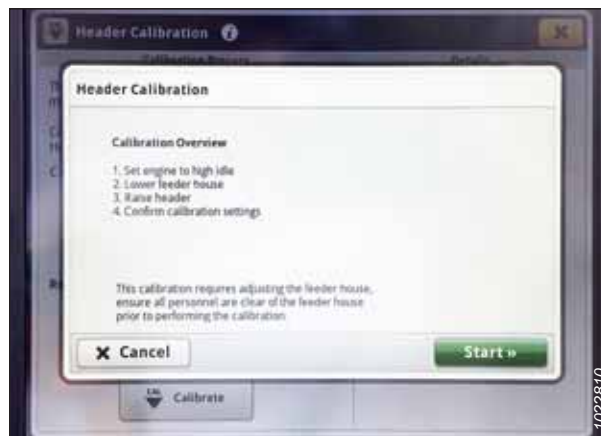 Header Calibration
Header Calibration
Calibration Overview
1. Set engine to high idle
2. Lower feeder house
3. Raise header
4. Confirm calibration settings
This calibration requires adjusting the feeder house,
ensure all personnel are clear of the feeder house
prior to performing the calibration
Cancel
Start »
CAL
Calibrate
1022810